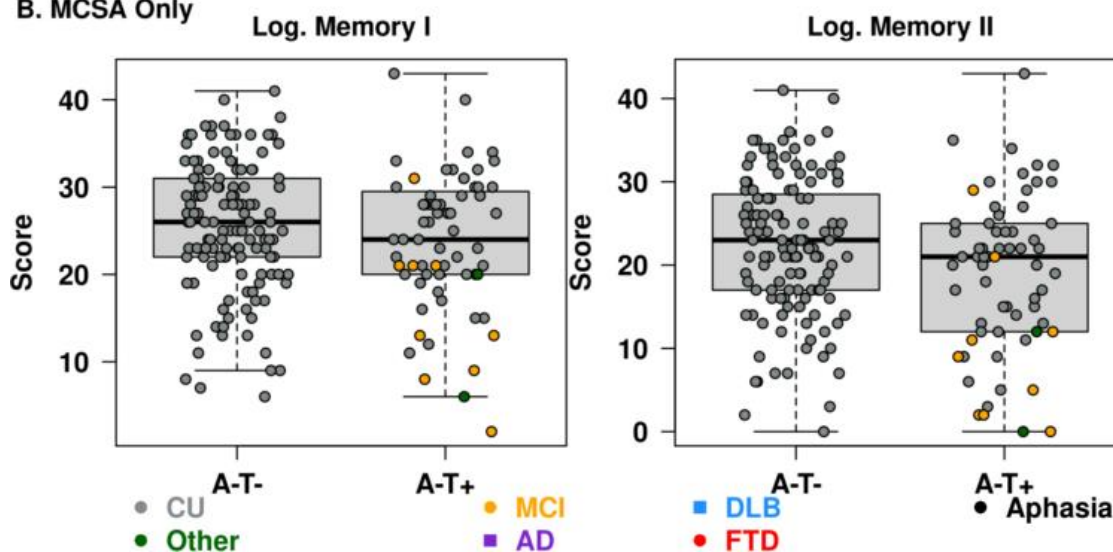 B. MCSA Only
Log. Memory I
Log. Memory II
Score
40
30
20
10
A-T-
A-T+
Score
40
30
20
10
0
A-T-
A-T+
CU
MCI
DLB
Aphasia
Other
AD
FTD